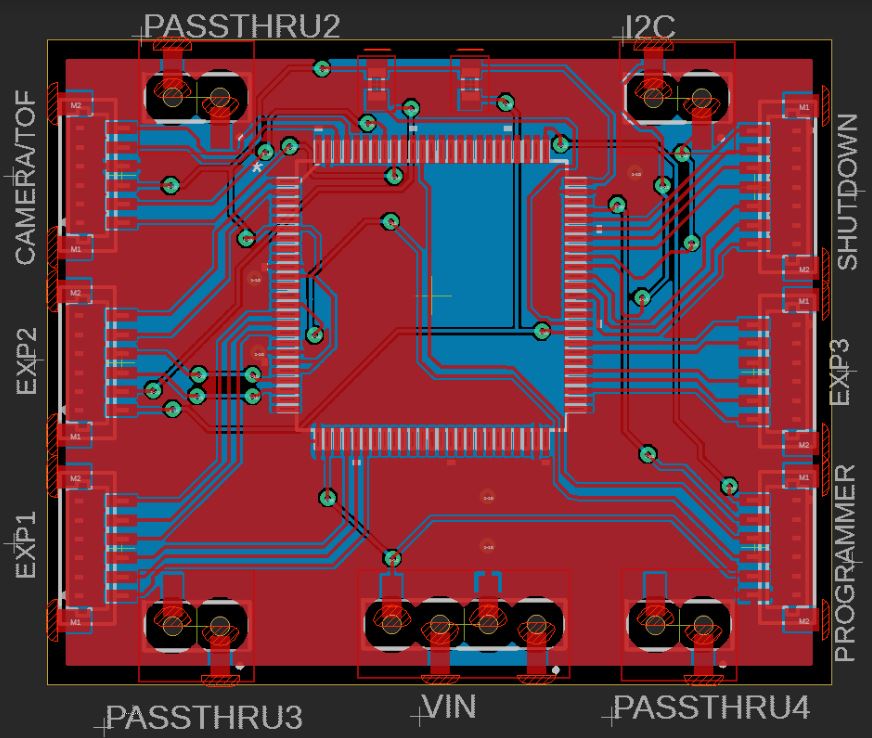 PASSTHRU2
I2C
CAMERA/TOF
SHUTDOWN
EXP2
EXP3
EXP1
PROGRAMMER
PASSTHRU3
VIN
PASSTHRU4
M2
M1
M2
M1
M2
M1
M1
M2
M1
M2
M1
M2
*